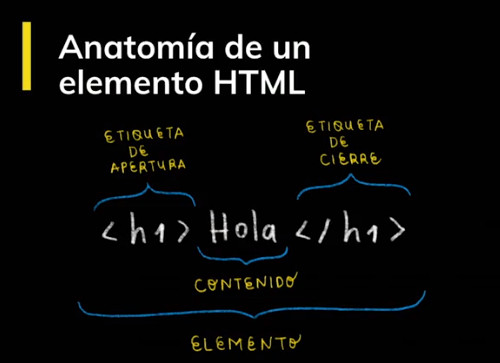 Anatomía de un
elemento HTML
ETIQUETA
DE
APERTURA
ETIQUETA
DE
CIERRE
<h1> Hola </h1>
CONTENIDO
ELEMENTO